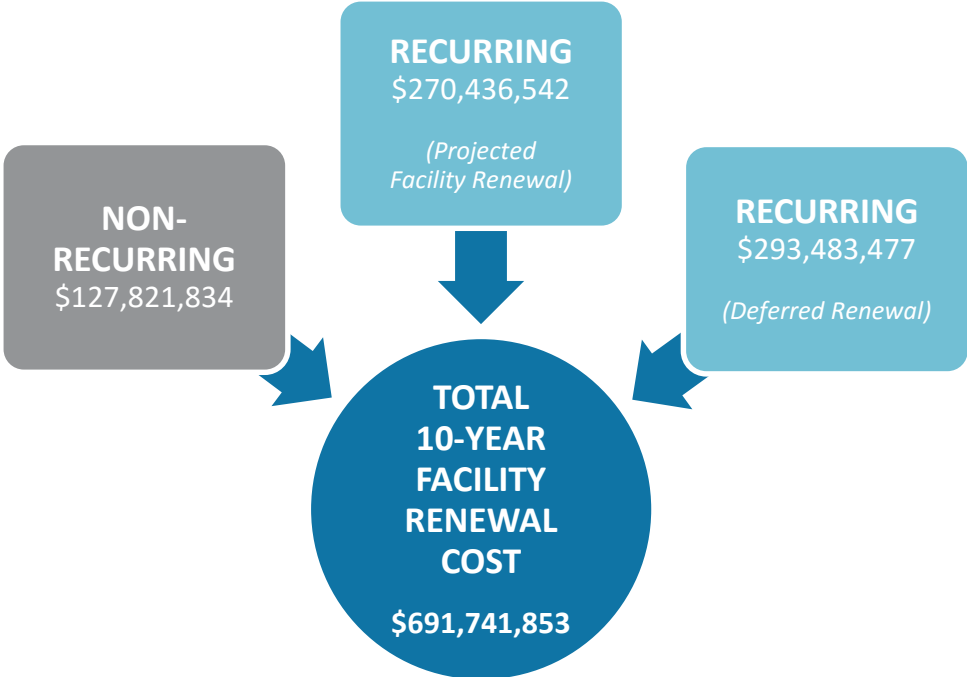 NON-
RECURRING
$127,821,834
RECURRING
$270,436,542
(Projected
Facility Renewal)
RECURRING
$293,483,477
(Deferred Renewal)
TOTAL
10-YEAR
FACILITY
RENEWAL
COST
$691,741,853